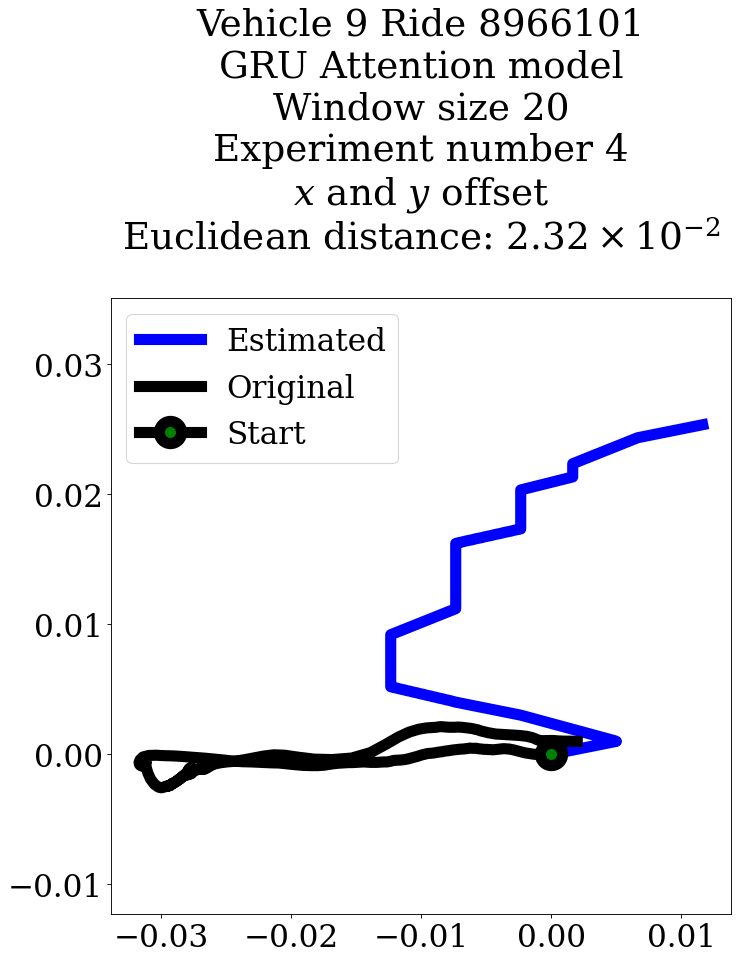 Vehicle 9 Ride 8966101
GRU Attention model
Window size 20
Experiment number 4
x and y offset
Euclidean distance: 2.32 × 10⁻²
Estimated
Original
Start
0.03
0.02
0.01
0.00
−0.01
−0.03 −0.02 −0.01 0.00 0.01